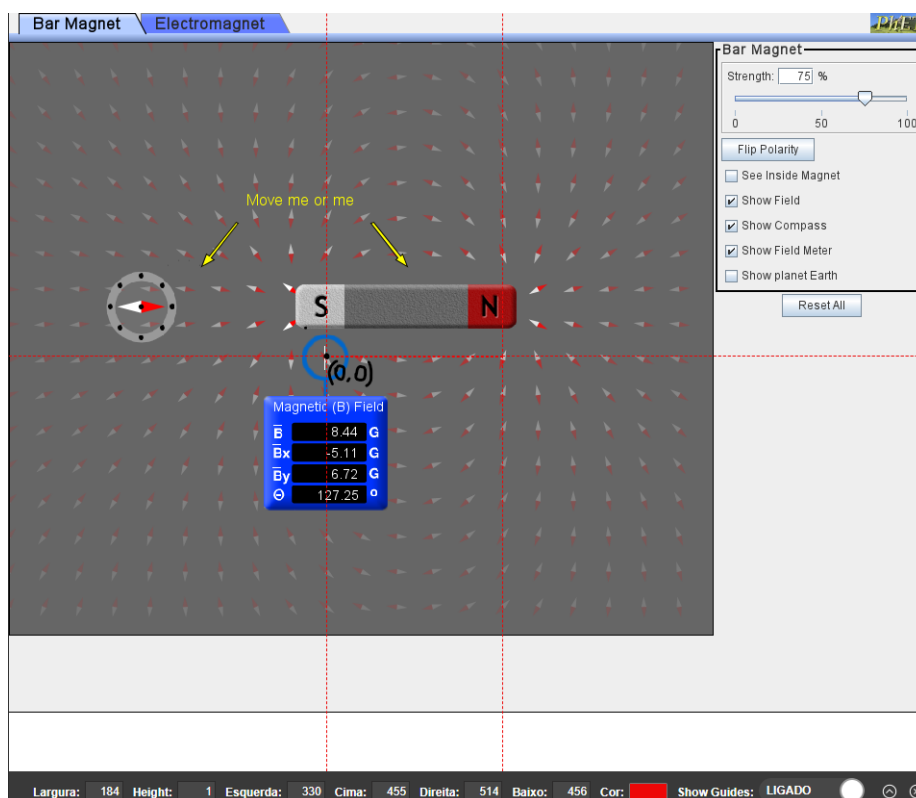 Bar Magnet Electromagnet PhET
Bar Magnet
Strength: 75 %
0 50 100
Flip Polarity
See Inside Magnet
Show Field
Show Compass
Show Field Meter
Show planet Earth
Reset All
Move me or me
S N
(0,0)
Magnetic (B) Field
B 8.44 G
Bx -5.11 G
By 6.72 G
Θ 127.25 o
Largura: 184 Height: 1 Esquerda: 330 Cima: 455 Direita: 514 Baixo: 456 Cor: Show Guides: LIGADO